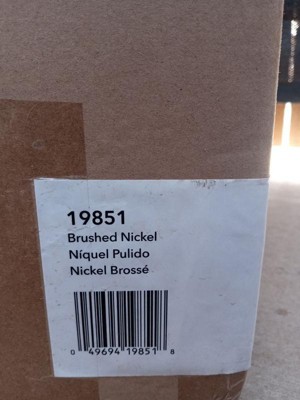 19851
Brushed Nickel
Níquel Pulido
Nickel Brossé
0 49694 19851 8